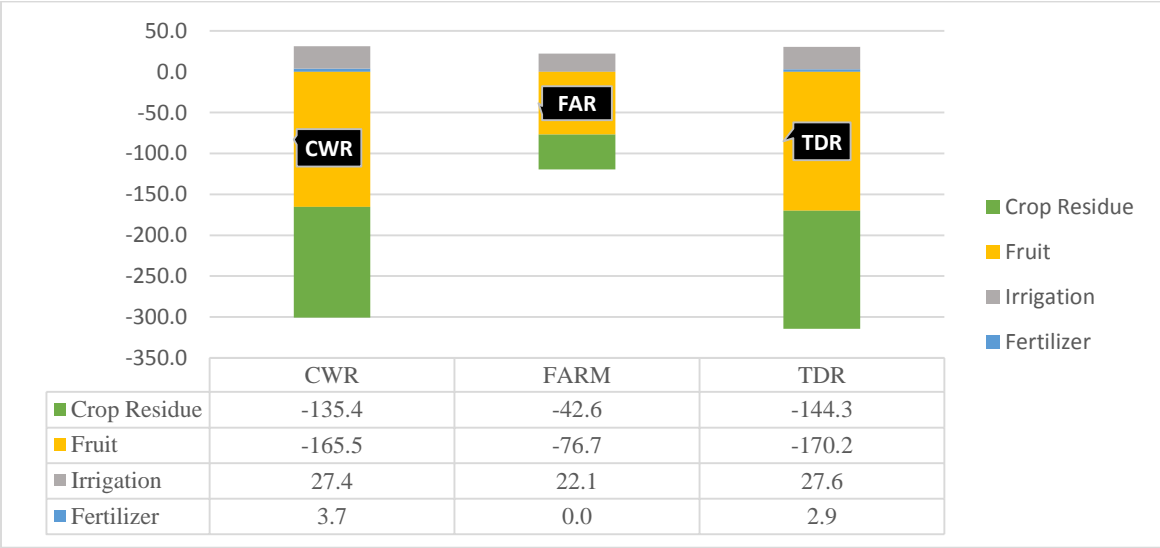 50.0
0.0
-50.0
-100.0
-150.0
-200.0
-250.0
-300.0
-350.0
CWR
FAR
TDR
Crop Residue
Fruit
Irrigation
Fertilizer
CWR FARM TDR
Crop Residue -135.4 -42.6 -144.3
Fruit -165.5 -76.7 -170.2
Irrigation 27.4 22.1 27.6
Fertilizer 3.7 0.0 2.9